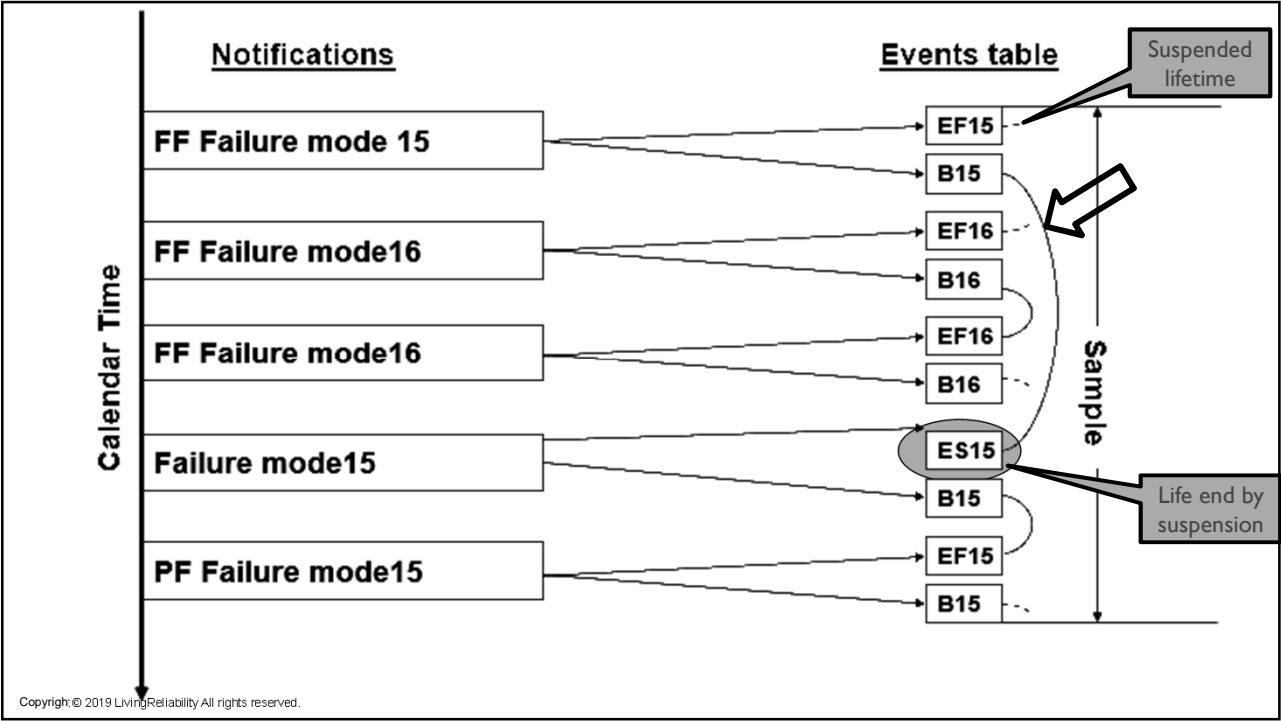 Notifications
Events table
Suspended
lifetime
FF Failure mode 15
EF15
B15
FF Failure mode16
EF16
B16
FF Failure mode16
EF16
B16
Calendar Time
Sample
Failure mode15
ES15
B15
Life end by
suspension
PF Failure mode15
EF15
B15
Copyright © 2019 LivingReliability All rights reserved.